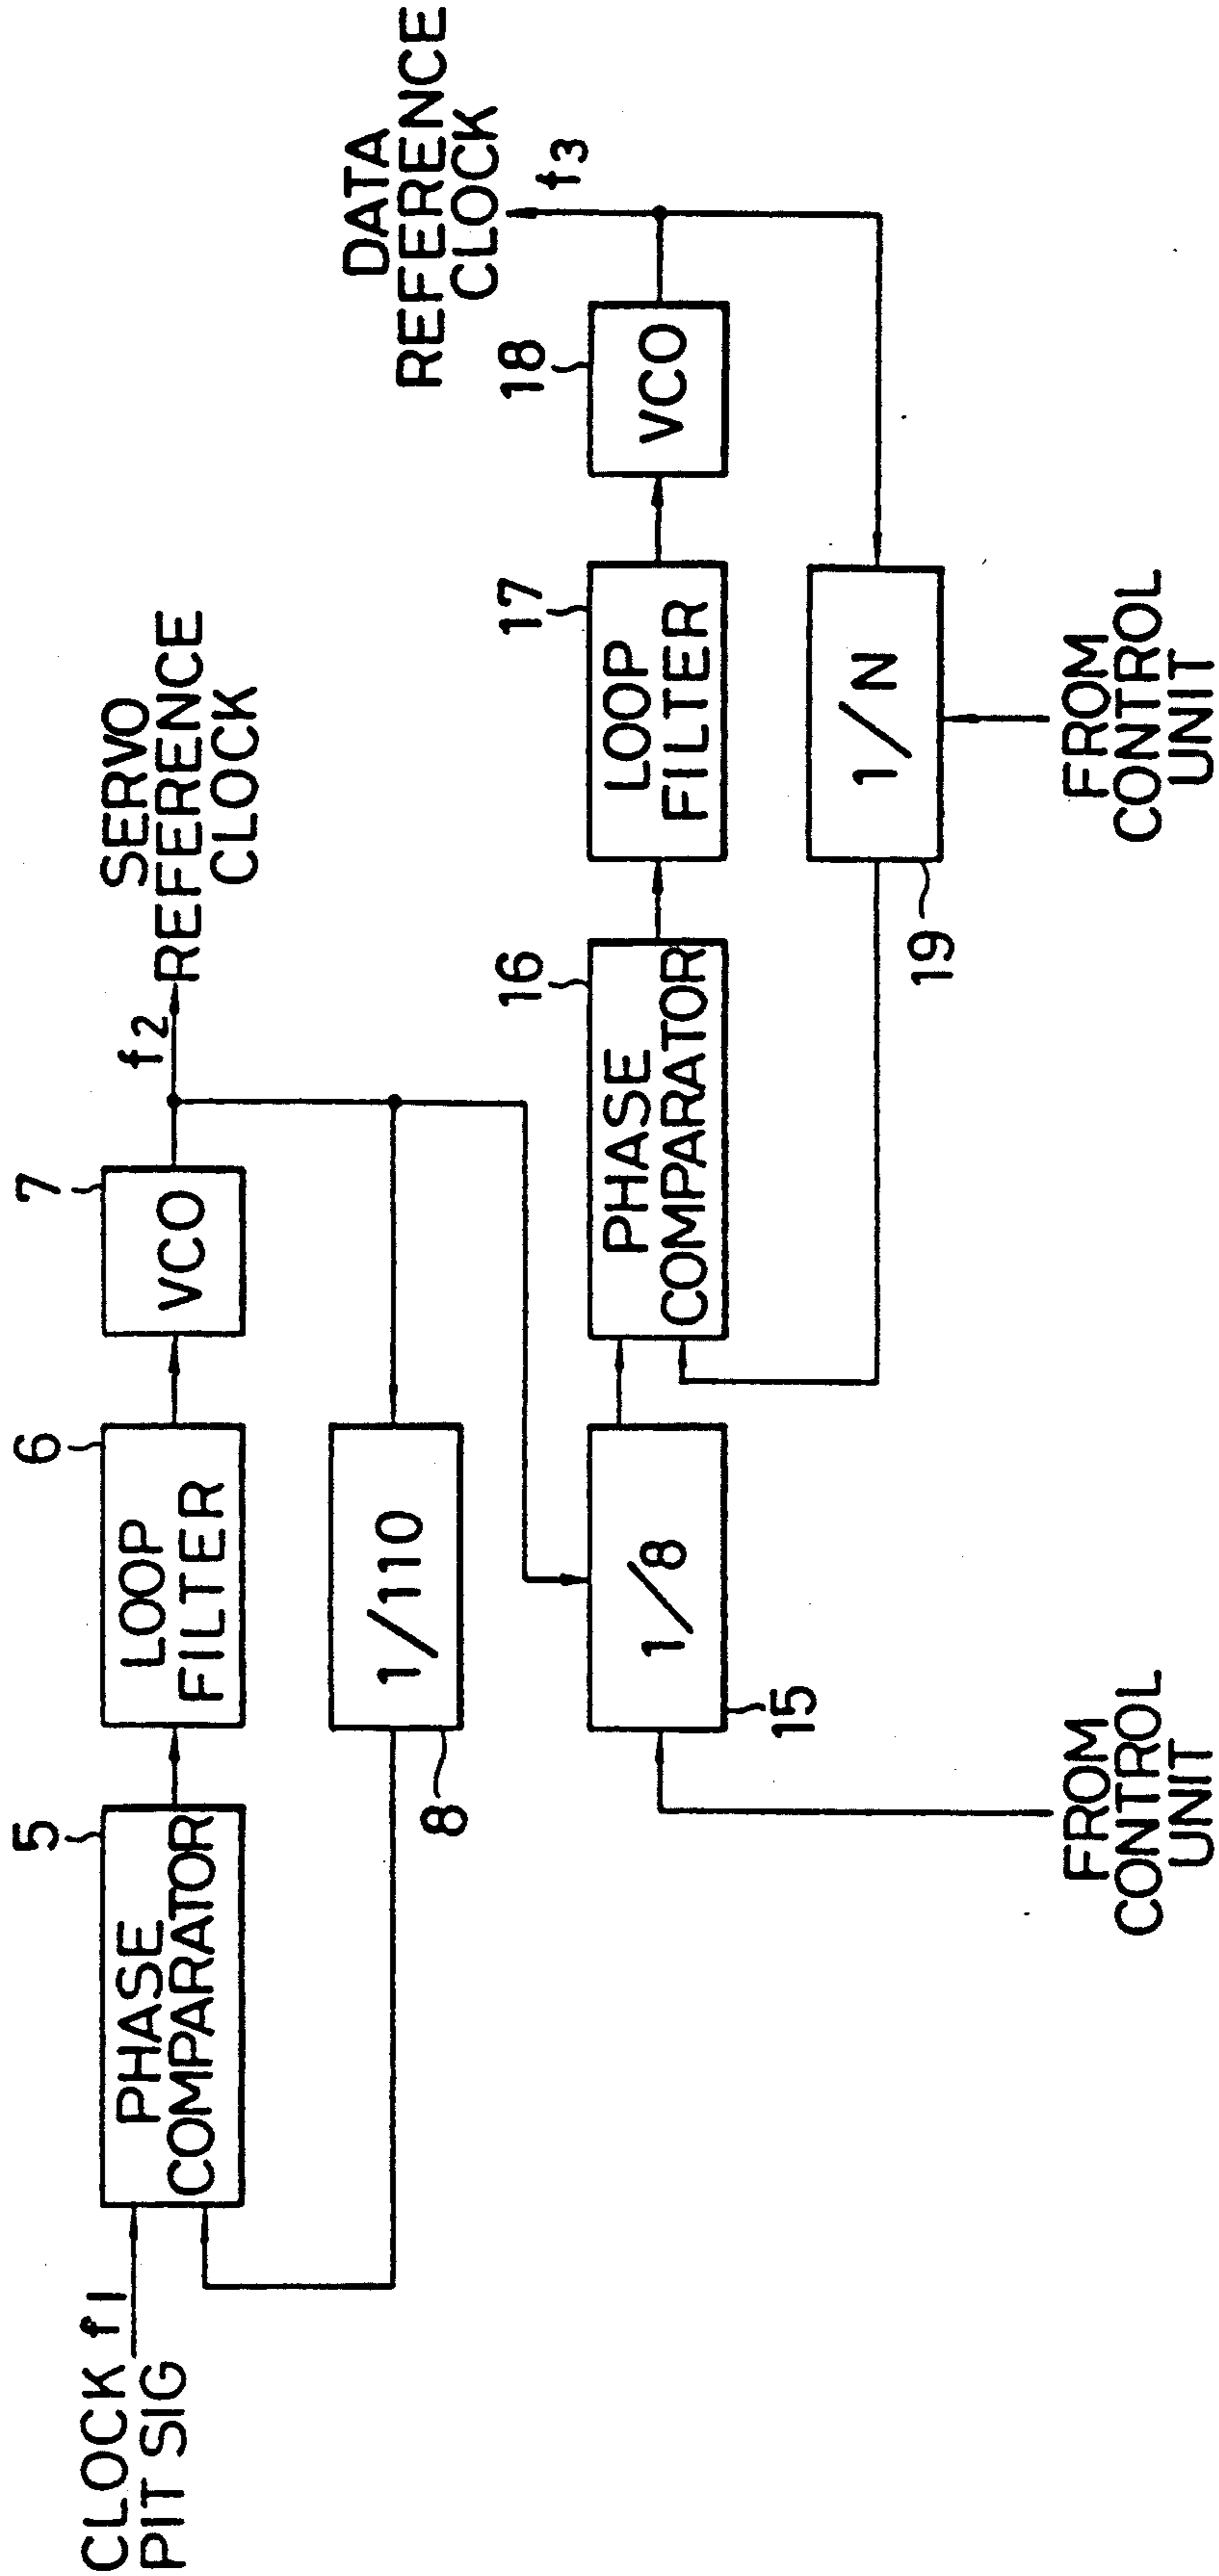 CLOCK f1
PIT SIG
5
PHASE
COMPARATOR
6
LOOP
FILTER
7
VCO
f2
SERVO
REFERENCE
CLOCK
1/110
8
1/8
15
FROM
CONTROL
UNIT
16
PHASE
COMPARATOR
17
LOOP
FILTER
18
VCO
DATA
REFERENCE
CLOCK
f3
1/N
19
FROM
CONTROL
UNIT